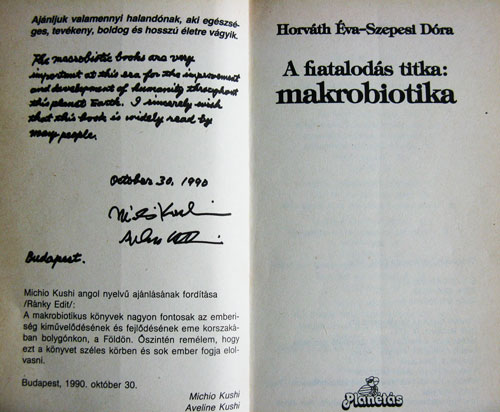 Ajánljuk valamennyi halandónak, aki egészsé-
ges, tevékeny, boldog és hosszú életre vágyik.
The macrobiotic books are very
important at this era for the improvement
and development of humanity throughout
this planet Earth. I sincerely wish
that this book is widely read by
many people.
October 30, 1990
Michio Kushi
Aveline Kushi
Budapest.
Michio Kushi angol nyelvű ajánlásának fordítása
/Ránky Edit/:
A makrobiotikus könyvek nagyon fontosak az emberi-
ség kiművelődésének és fejlődésének eme korszaká-
ban bolygónkon, a Földön. Őszintén remélem, hogy
ezt a könyvet széles körben és sok ember fogja elol-
vasni.
Budapest, 1990. október 30.
Michio Kushi
Aveline Kushi
Horváth Éva–Szepesi Dóra
A fiatalodás titka:
makrobiotika
Planétás